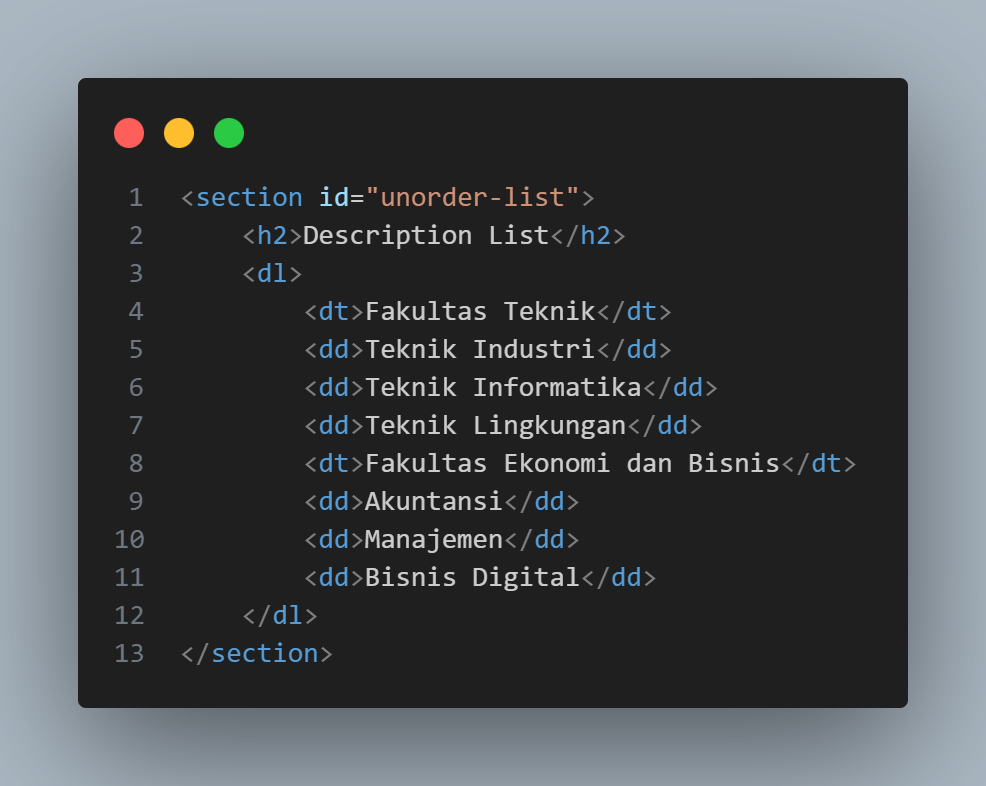 1 <section id="unorder-list">
2     <h2>Description List</h2>
3     <dl>
4         <dt>Fakultas Teknik</dt>
5         <dd>Teknik Industri</dd>
6         <dd>Teknik Informatika</dd>
7         <dd>Teknik Lingkungan</dd>
8         <dt>Fakultas Ekonomi dan Bisnis</dt>
9         <dd>Akuntansi</dd>
10         <dd>Manajemen</dd>
11         <dd>Bisnis Digital</dd>
12     </dl>
13 </section>